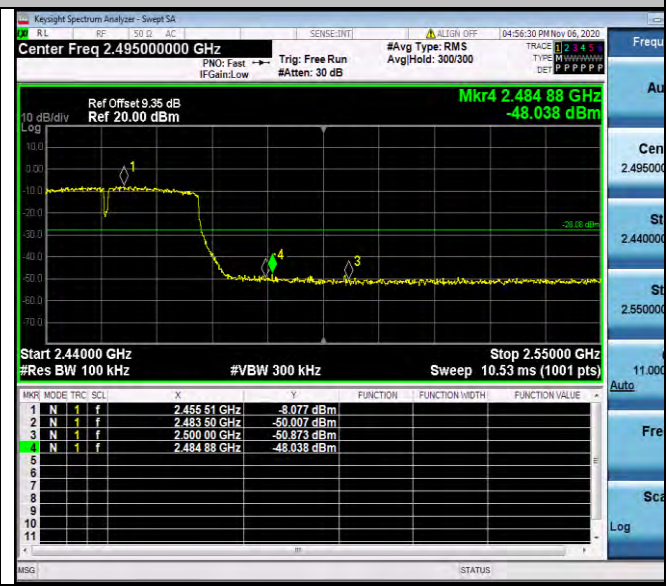 Keysight Spectrum Analyzer - Swept SA
RL RF 50 Ω AC SENSE:INT ALIGN OFF 04:56:30 PM Nov 06, 2020
Center Freq 2.495000000 GHz
PNO: Fast
IFGain:Low
Trig: Free Run
#Atten: 30 dB
#Avg Type: RMS
Avg|Hold: 300/300
TRACE 1 2 3 4 5 6
TYPE M W W W W W
DET P P P P P P
Ref Offset 9.35 dB
10 dB/div Ref 20.00 dBm
Log
Mkr4 2.484 88 GHz
-48.038 dBm
10.0
0.00
-10.0
-20.0
-30.0
-40.0
-50.0
-60.0
-70.0
1
4
3
-28.08 dBm
Start 2.44000 GHz Stop 2.55000 GHz
#Res BW 100 kHz #VBW 300 kHz Sweep 10.53 ms (1001 pts)
MKR MODE TRC SCL X Y FUNCTION FUNCTION WIDTH FUNCTION VALUE
1 N 1 f 2.455 51 GHz -8.077 dBm
2 N 1 f 2.483 50 GHz -50.007 dBm
3 N 1 f 2.500 00 GHz -50.873 dBm
4 N 1 f 2.484 88 GHz -48.038 dBm
5
6
7
8
9
10
11
MSG STATUS
Frequ
Au
Cen
2.495000
St
2.440000
St
2.550000
11.000
Auto
Fre
Sca
Log